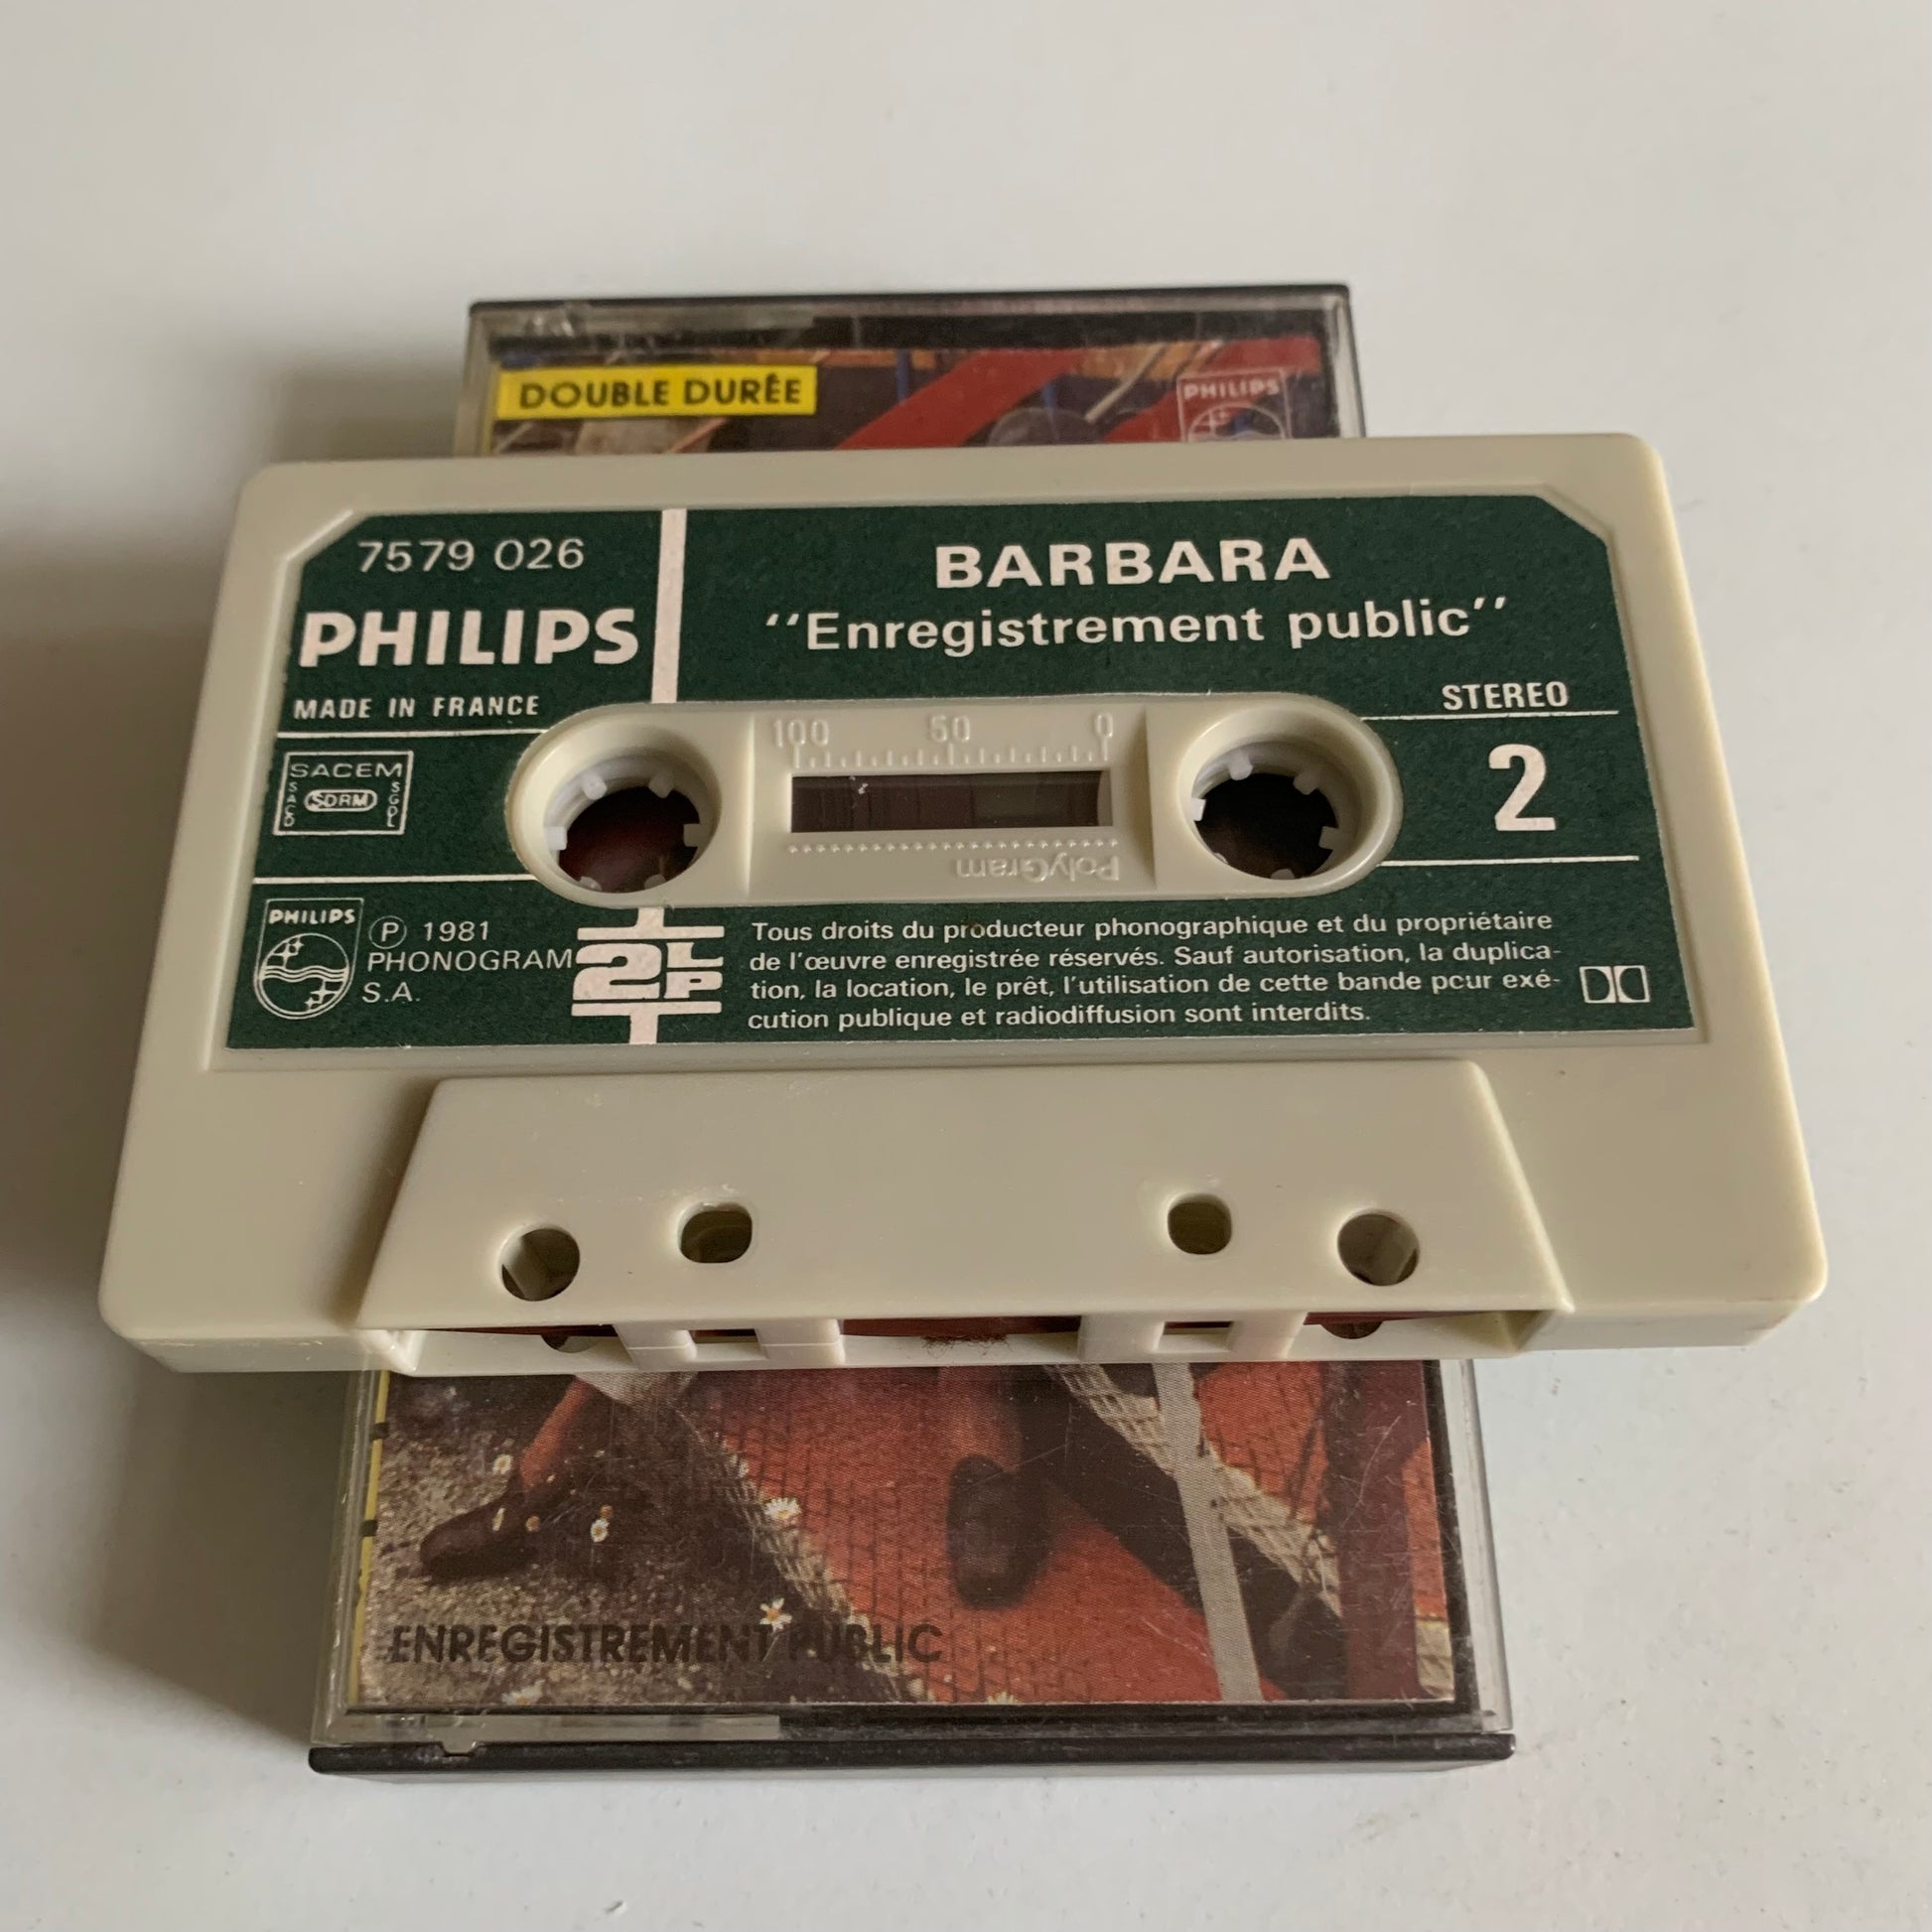 DOUBLE DURÉE
PHILIPS
7579 026
PHILIPS
MADE IN FRANCE
BARBARA
‘‘Enregistrement public’’
STEREO
2
SACEM
SACD
SDRM
SGDL
100 50 0
PolyGram
PHILIPS
Ⓟ 1981
PHONOGRAM
S.A.
2LP
Tous droits du producteur phonographique et du propriétaire
de l'œuvre enregistrée réservés. Sauf autorisation, la duplica-
tion, la location, le prêt, l'utilisation de cette bande pour exé-
cution publique et radiodiffusion sont interdits.
ENREGISTREMENT PUBLIC